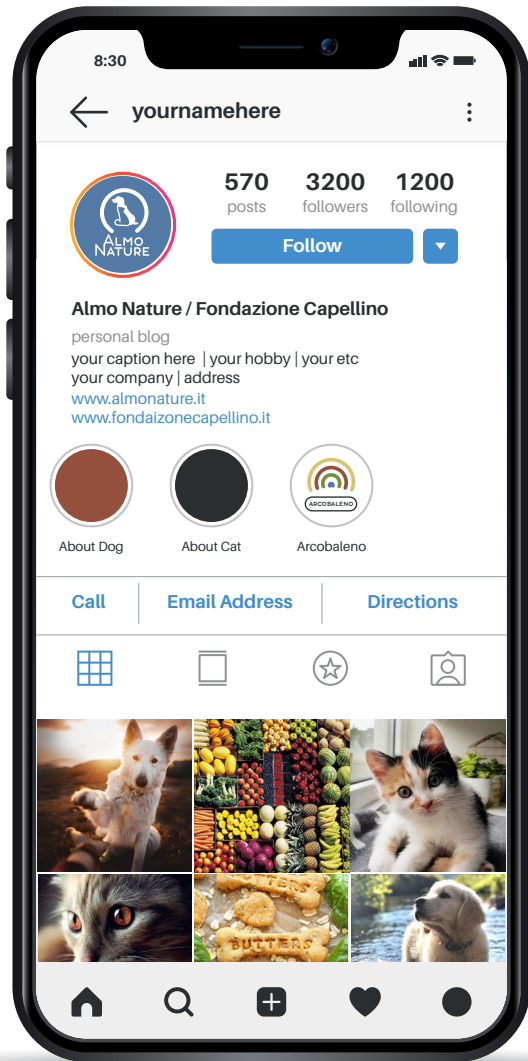 8:30
yournamehere
570 3200 1200
posts followers following
ALMO
NATURE
Follow
Almo Nature / Fondazione Capellino
personal blog
your caption here | your hobby | your etc
your company | address
www.almonature.it
www.fondaizonecapellino.it
ARCOBALENO
About Dog About Cat Arcobaleno
Call Email Address Directions
BUTTERS